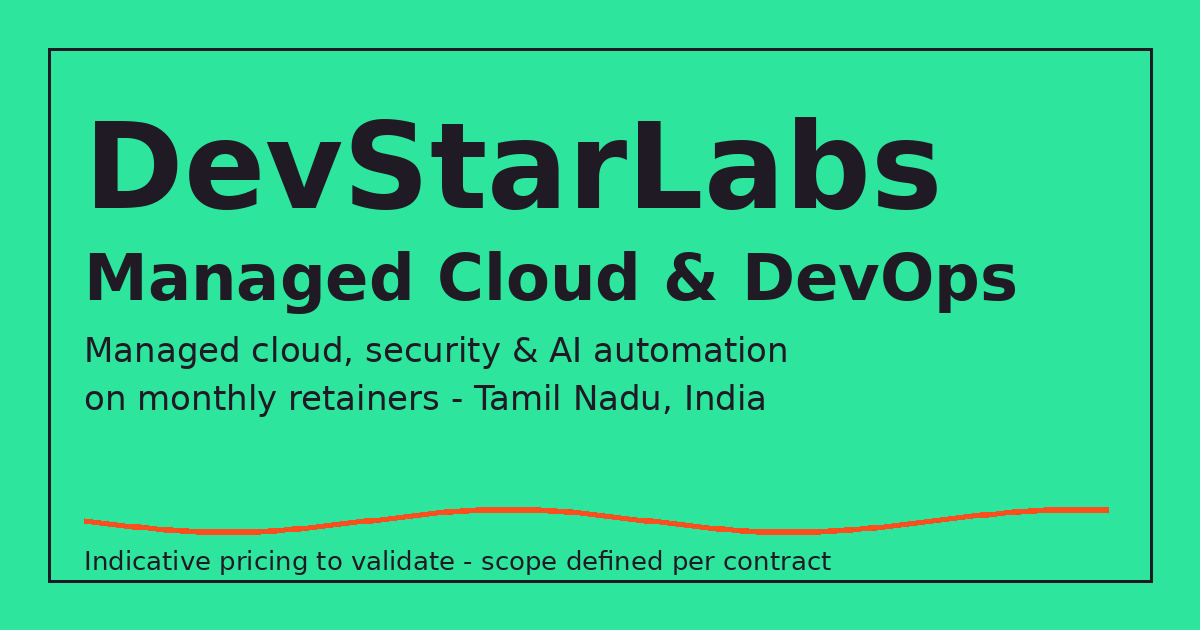 DevStarLabs
Managed Cloud & DevOps
Managed cloud, security & AI automation
on monthly retainers - Tamil Nadu, India
Indicative pricing to validate - scope defined per contract